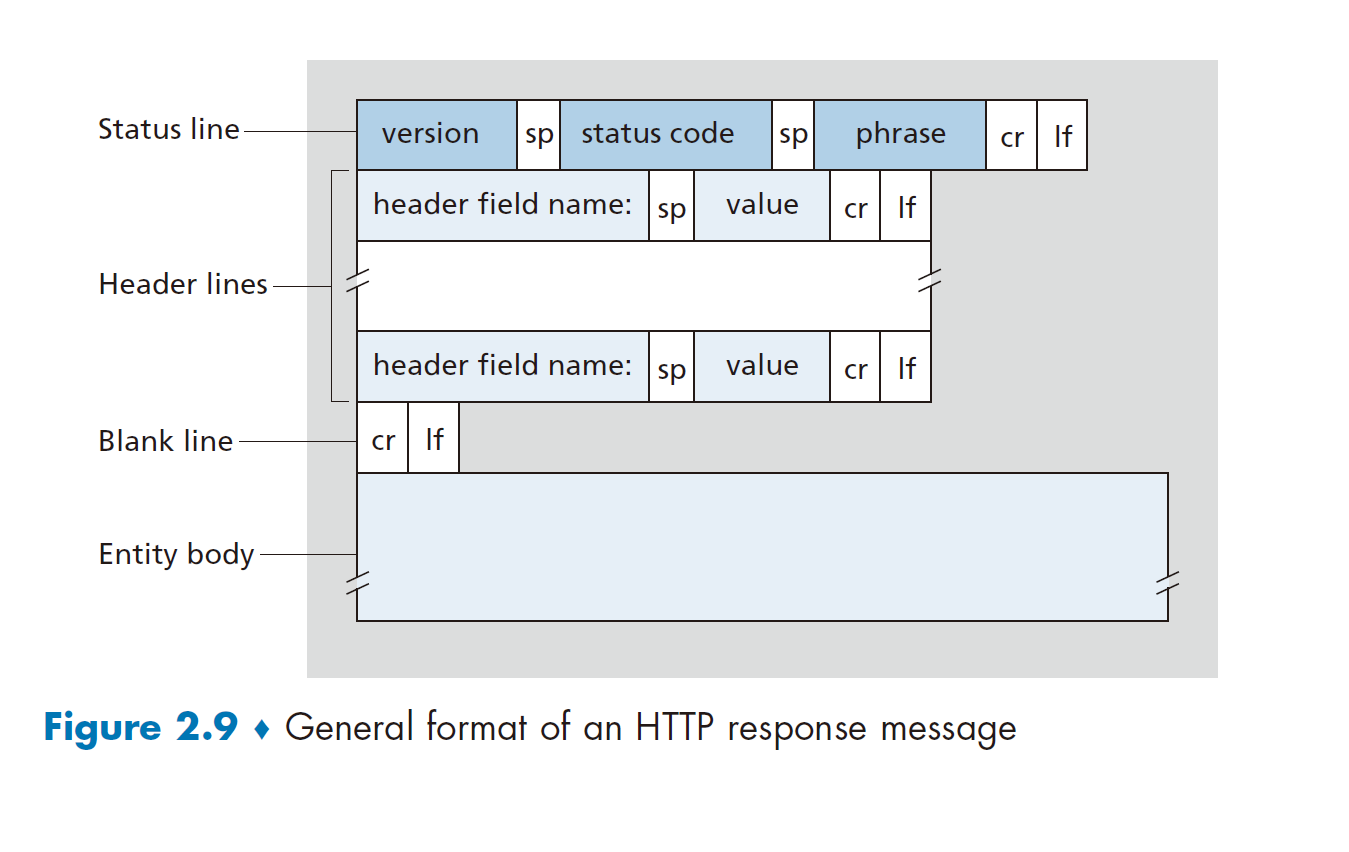 Status line version sp status code sp phrase cr lf
header field name: sp value cr lf
Header lines
header field name: sp value cr lf
Blank line cr lf
Entity body
Figure 2.9 ♦ General format of an HTTP response message